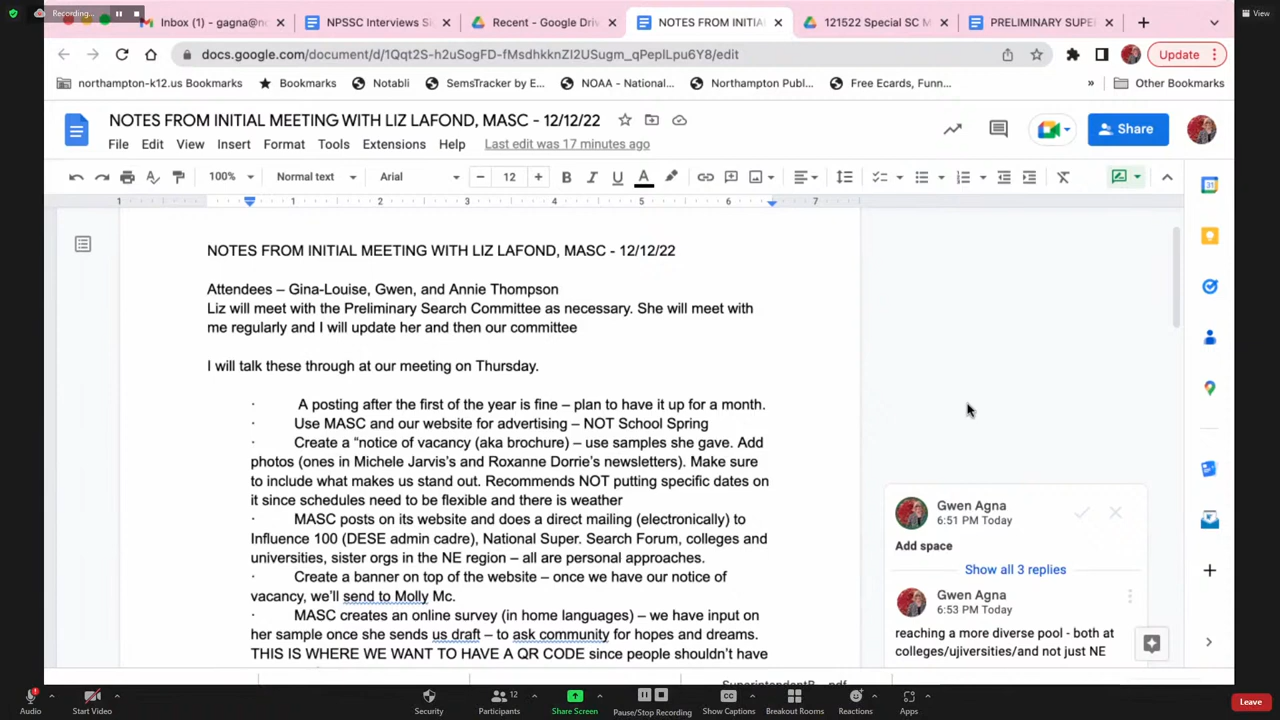 Recording...
View
Inbox (1) - gagna@n
NPSSC Interviews S
Recent - Google Driv
NOTES FROM INITIA
121522 Special SC M
PRELIMINARY SUPE
docs.google.com/document/d/1Qqt2S-h2uSogFD-fMsdhkknZI2USugm_qPeplLpu6Y8/edit
Update
northampton-k12.us Bookmarks
Bookmarks
Notabli
SemsTracker by E...
NOAA - National...
Northampton Publ...
Free Ecards, Funn...
»
Other Bookmarks
NOTES FROM INITIAL MEETING WITH LIZ LAFOND, MASC - 12/12/22
File Edit View Insert Format Tools Extensions Help Last edit was 17 minutes ago
Share
100% Normal text Arial − 12 + B I U A
1 1 2 3 4 5 6 7
31
NOTES FROM INITIAL MEETING WITH LIZ LAFOND, MASC - 12/12/22
Attendees – Gina-Louise, Gwen, and Annie Thompson
Liz will meet with the Preliminary Search Committee as necessary. She will meet with
me regularly and I will update her and then our committee
I will talk these through at our meeting on Thursday.
· A posting after the first of the year is fine – plan to have it up for a month.
· Use MASC and our website for advertising – NOT School Spring
· Create a “notice of vacancy (aka brochure) – use samples she gave. Add
photos (ones in Michele Jarvis’s and Roxanne Dorrie’s newsletters). Make sure
to include what makes us stand out. Recommends NOT putting specific dates on
it since schedules need to be flexible and there is weather
· MASC posts on its website and does a direct mailing (electronically) to
Influence 100 (DESE admin cadre), National Super. Search Forum, colleges and
universities, sister orgs in the NE region – all are personal approaches.
· Create a banner on top of the website – once we have our notice of
vacancy, we’ll send to Molly Mc.
· MASC creates an online survey (in home languages) – we have input on
her sample once she sends us draft – to ask community for hopes and dreams.
THIS IS WHERE WE WANT TO HAVE A QR CODE since people shouldn’t have
Gwen Agna
6:51 PM Today
Add space
Show all 3 replies
Gwen Agna
6:53 PM Today
reaching a more diverse pool - both at
colleges/ujiversities/and not just NE
Audio
Start Video
Security
Participants 12
Share Screen
Pause/Stop Recording
CC
Show Captions
Breakout Rooms
Reactions
Apps
Leave